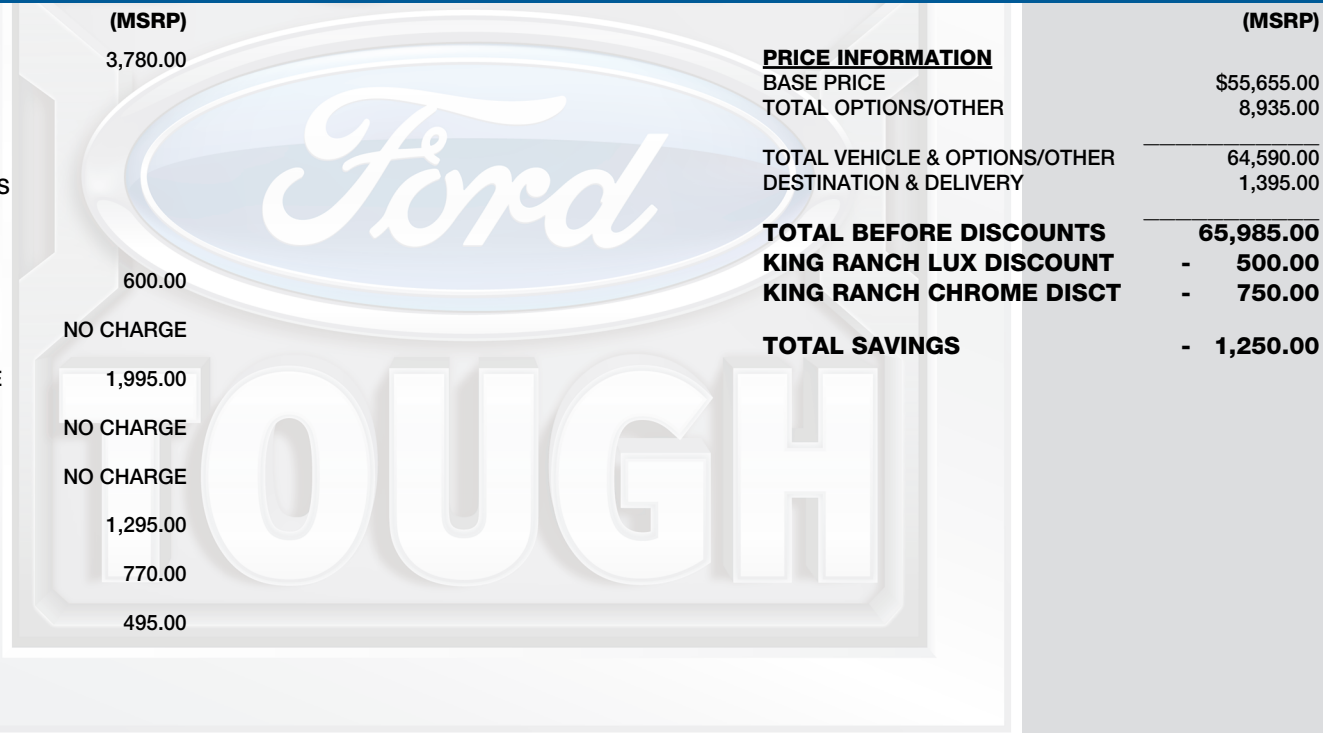 (MSRP)
3,780.00
S
600.00
NO CHARGE
E 1,995.00
NO CHARGE
NO CHARGE
1,295.00
770.00
495.00
Ford
TOUGH
(MSRP)
PRICE INFORMATION
BASE PRICE $55,655.00
TOTAL OPTIONS/OTHER 8,935.00
TOTAL VEHICLE & OPTIONS/OTHER 64,590.00
DESTINATION & DELIVERY 1,395.00
TOTAL BEFORE DISCOUNTS 65,985.00
KING RANCH LUX DISCOUNT - 500.00
KING RANCH CHROME DISCT - 750.00
TOTAL SAVINGS - 1,250.00